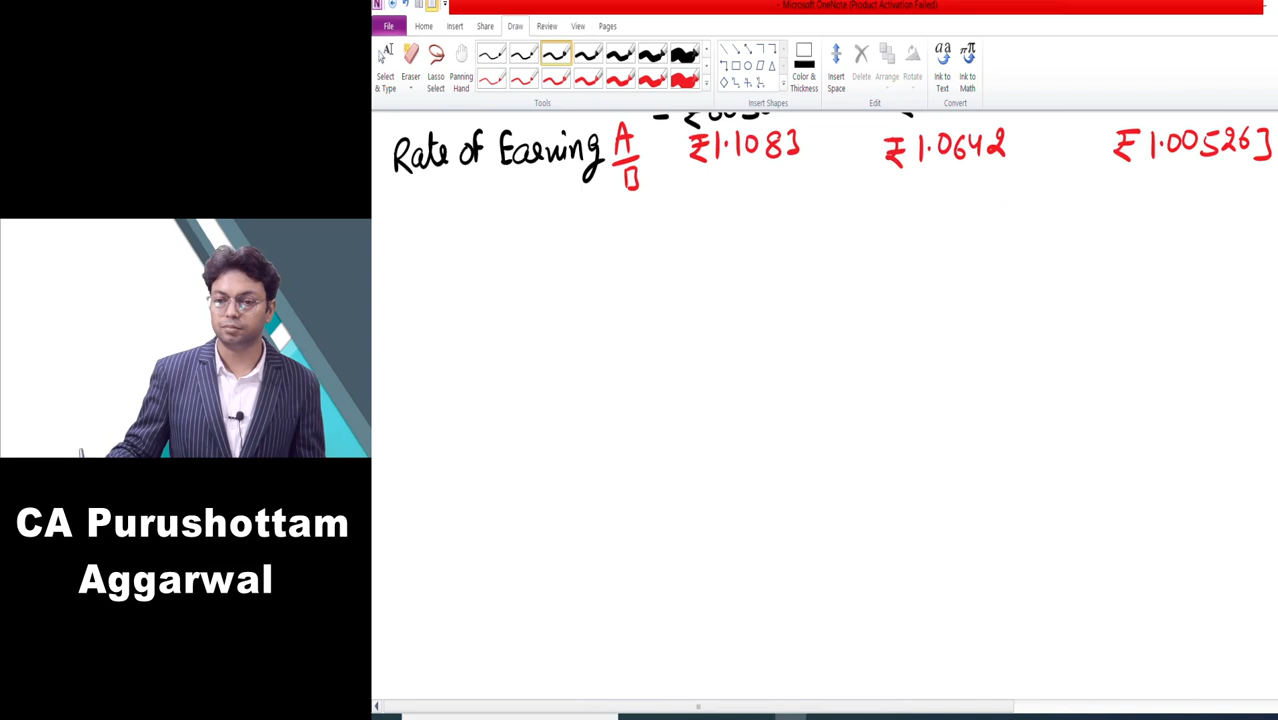 Microsoft OneNote (Product Activation Failed)
File Home Insert Share Draw Review View Pages
Select & Type Eraser Lasso Select Panning Hand Color & Thickness Insert Space Delete Arrange Rotate Ink to Text Ink to Math
Tools Insert Shapes Edit Convert
Rate of Earning A/B ₹1.1083 ₹1.0642 ₹1.005263
CA Purushottam
Aggarwal